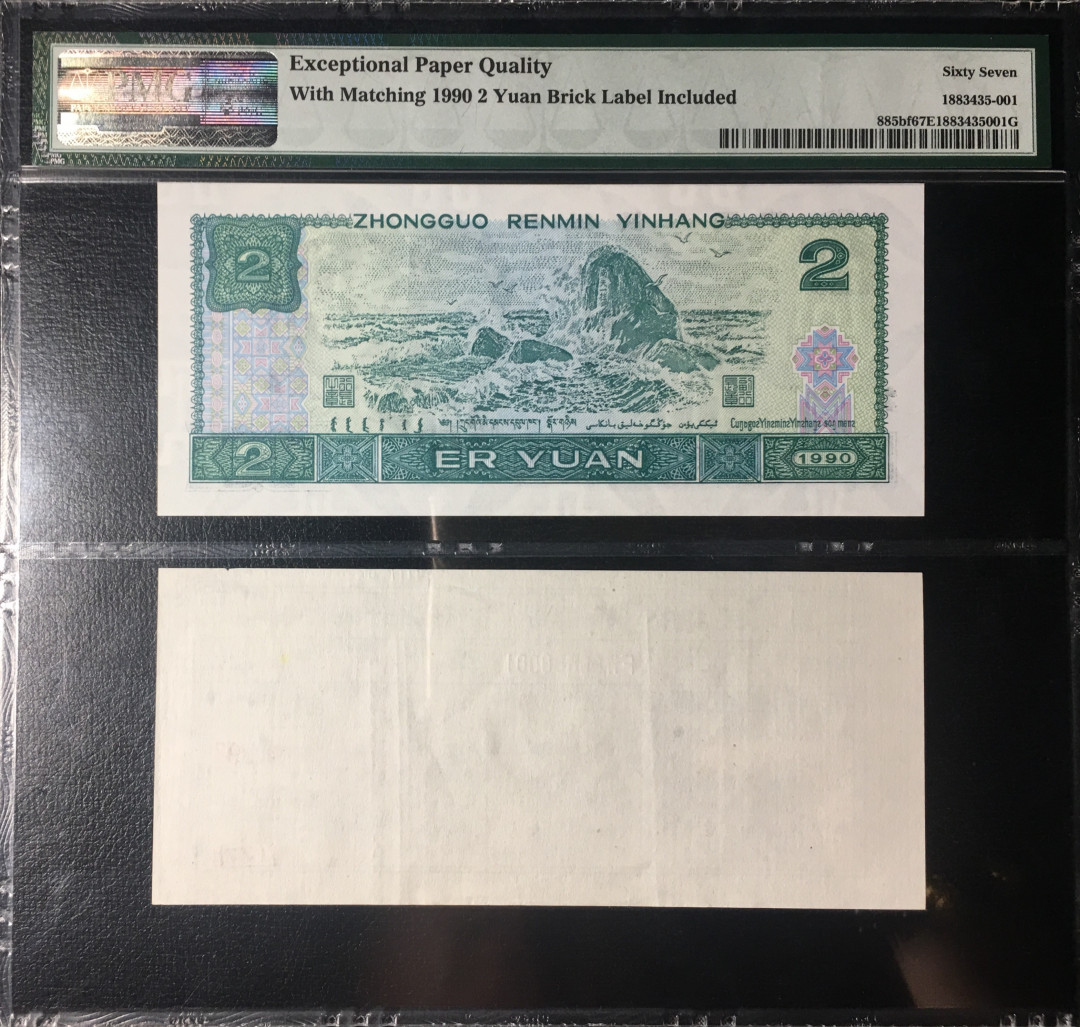 PMG
Exceptional Paper Quality
With Matching 1990 2 Yuan Brick Label Included
Sixty Seven
1883435-001
885bf67E1883435001G
ZHONGGUO RENMIN YINHANG
2
2
2
ER YUAN
1990